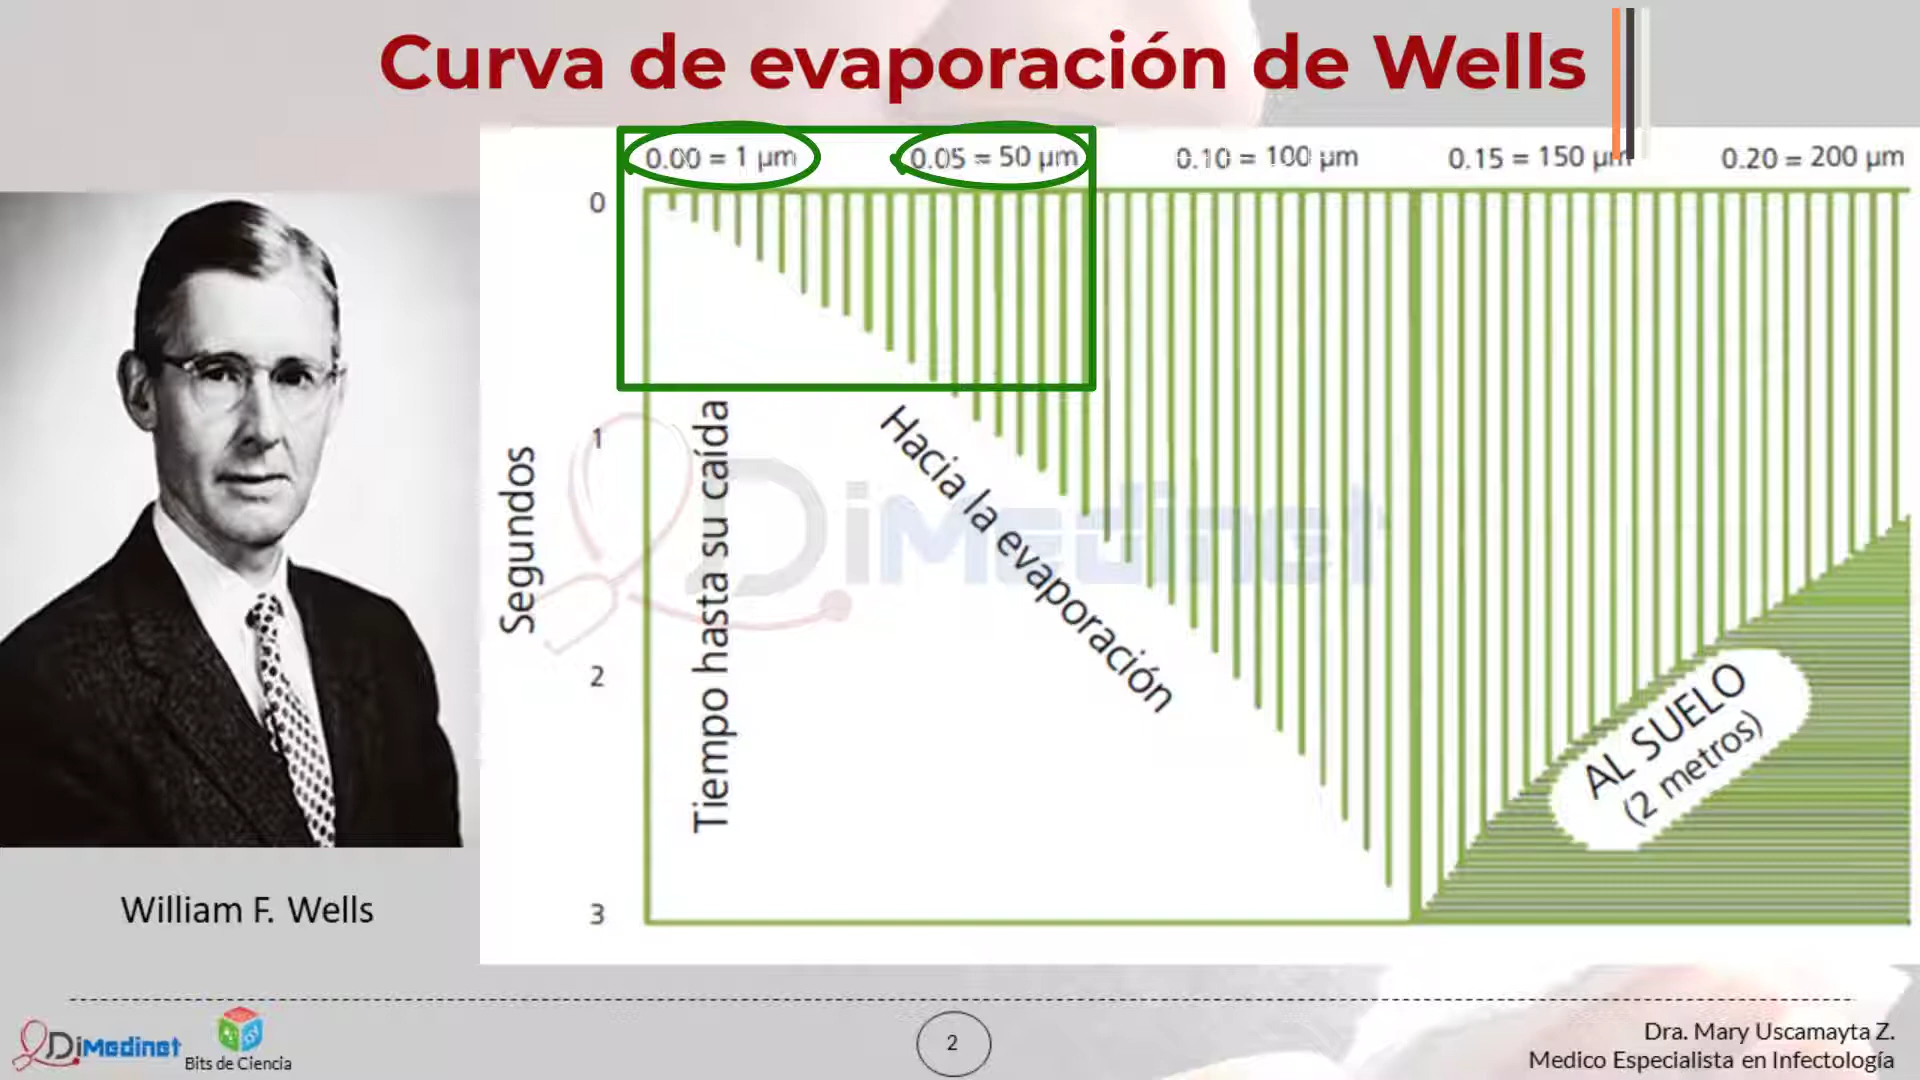 Curva de evaporación de Wells
0.00 = 1 µm
0.05 = 50 µm
0.10 = 100 µm
0.15 = 150 µm
0.20 = 200 µm
0
1
2
3
Segundos
Tiempo hasta su caída
Hacia la evaporación
AL SUELO
(2 metros)
DiMedinet
William F. Wells
DiMedinet
Bits de Ciencia
2
Dra. Mary Uscamayta Z.
Medico Especialista en Infectología